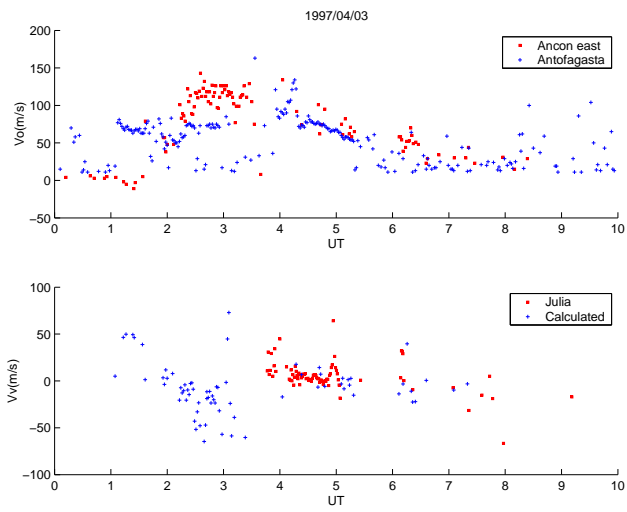 1997/04/03
200
150
100
50
0
−50
Vo(m/s)
Ancon east
Antofagasta
0 1 2 3 4 5 6 7 8 9 10
UT
100
50
0
−50
−100
Vv(m/s)
Julia
Calculated
0 1 2 3 4 5 6 7 8 9 10
UT